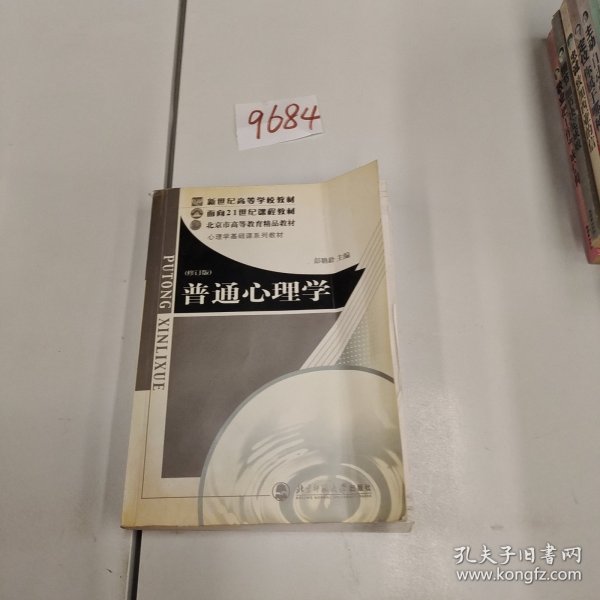 9684
新世纪高等学校教材
面向21世纪课程教材
北京市高等教育精品教材
心理学基础课系列教材
彭聃龄 主编
(修订版)
普通心理学
PUTONG XINLIXUE
北京师范大学出版社
孔夫子旧书网
www.kongfz.com